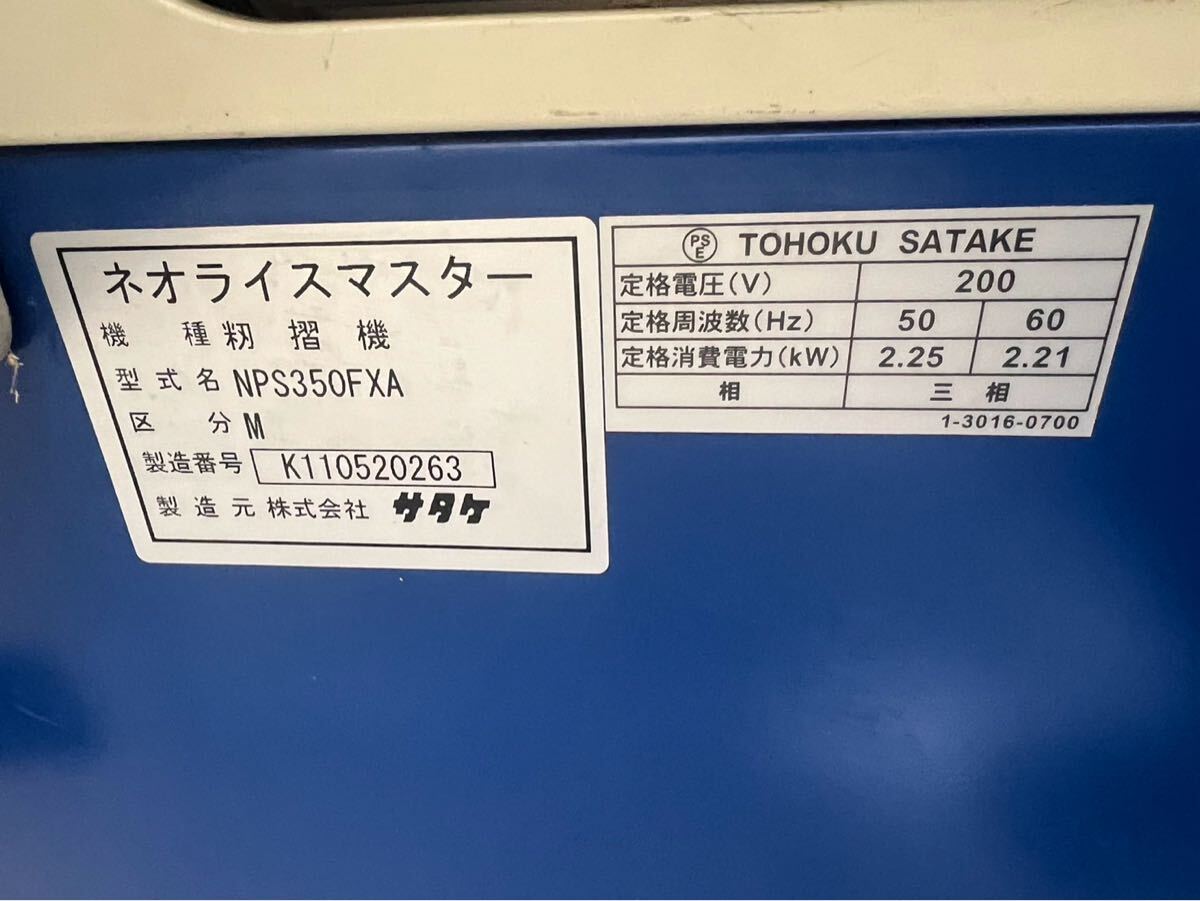 ネオライスマスター
機 種 籾 摺 機
型式名 NPS350FXA
区 分 M
製造番号 K110520263
製造元 株式会社 サタケ
PSE TOHOKU SATAKE
定格電圧(V) 200
定格周波数(Hz) 50 60
定格消費電力(kW) 2.25 2.21
相 三 相
1-3016-0700